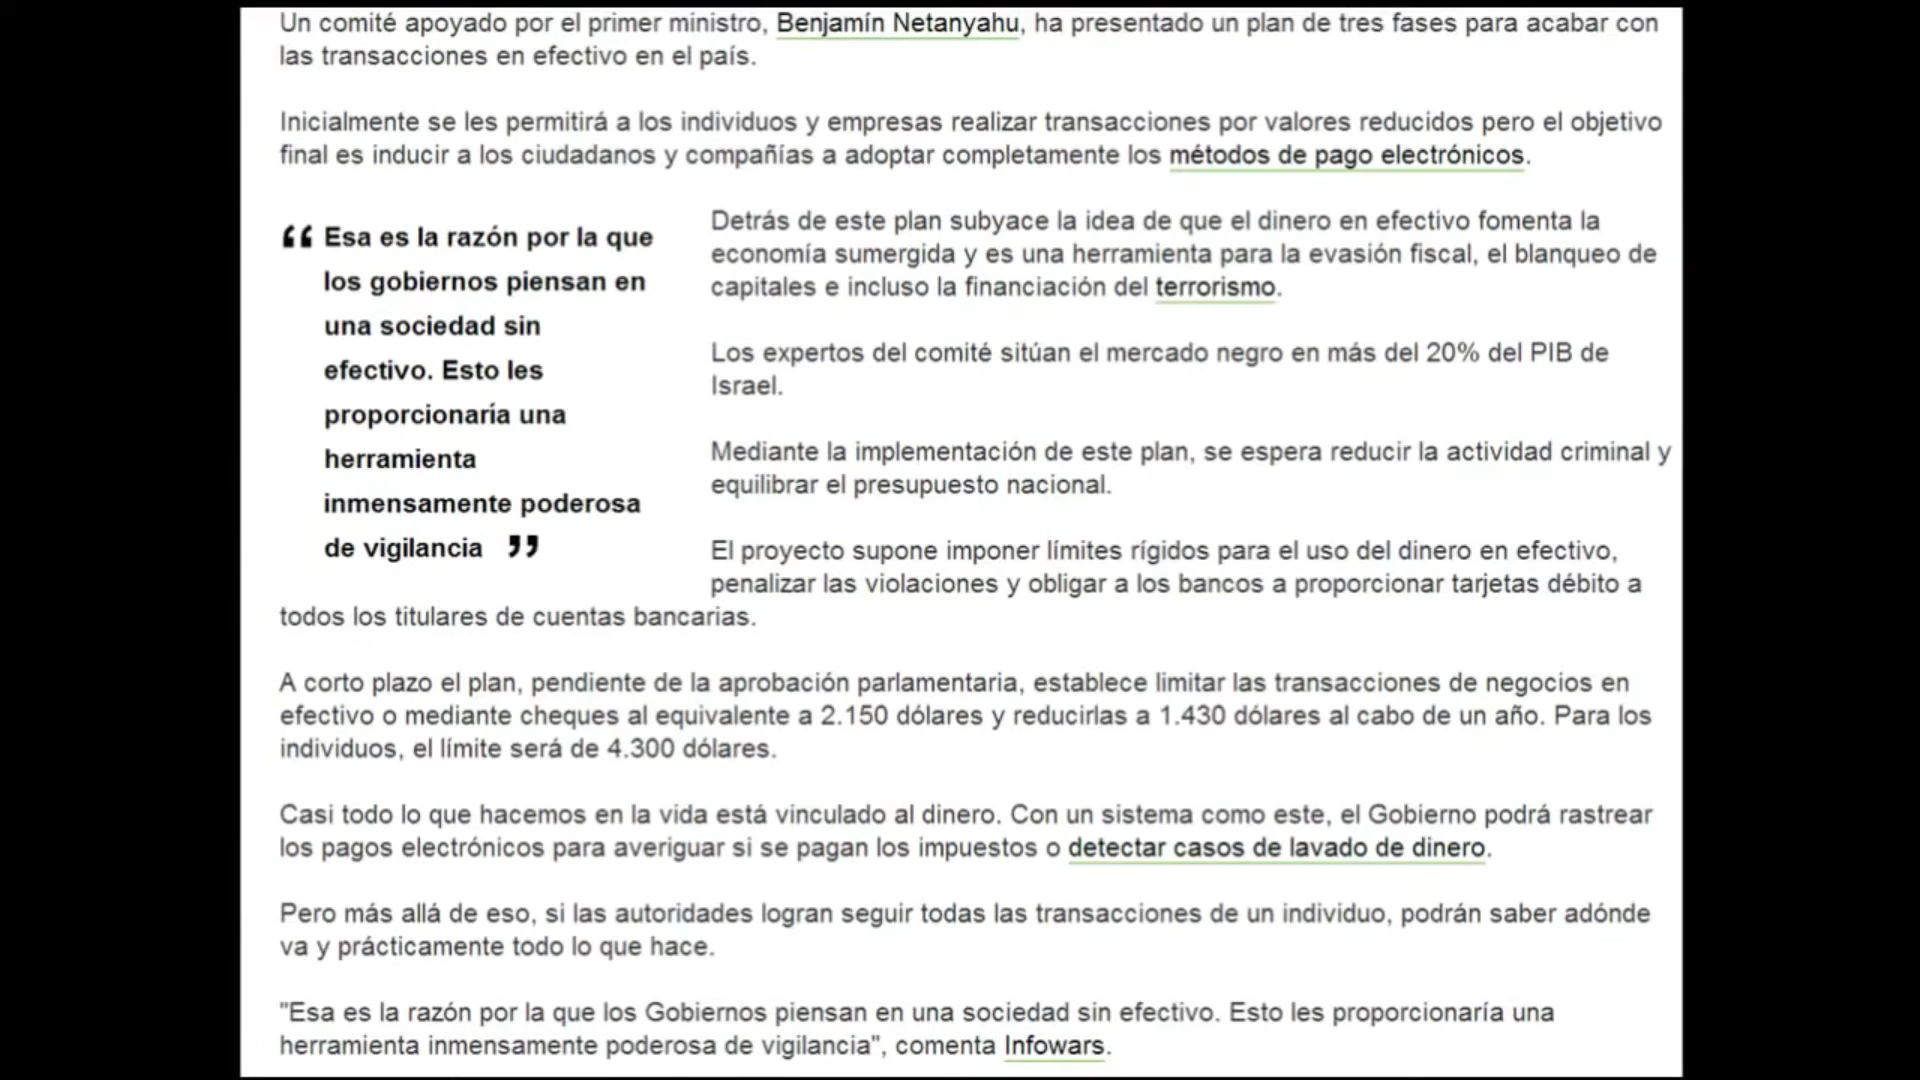 Un comité apoyado por el primer ministro, Benjamín Netanyahu, ha presentado un plan de tres fases para acabar con
las transacciones en efectivo en el país.
Inicialmente se les permitirá a los individuos y empresas realizar transacciones por valores reducidos pero el objetivo
final es inducir a los ciudadanos y compañías a adoptar completamente los métodos de pago electrónicos.
“ Esa es la razón por la que
los gobiernos piensan en
una sociedad sin
efectivo. Esto les
proporcionaría una
herramienta
inmensamente poderosa
de vigilancia ”
Detrás de este plan subyace la idea de que el dinero en efectivo fomenta la
economía sumergida y es una herramienta para la evasión fiscal, el blanqueo de
capitales e incluso la financiación del terrorismo.
Los expertos del comité sitúan el mercado negro en más del 20% del PIB de
Israel.
Mediante la implementación de este plan, se espera reducir la actividad criminal y
equilibrar el presupuesto nacional.
El proyecto supone imponer límites rígidos para el uso del dinero en efectivo,
penalizar las violaciones y obligar a los bancos a proporcionar tarjetas débito a
todos los titulares de cuentas bancarias.
A corto plazo el plan, pendiente de la aprobación parlamentaria, establece limitar las transacciones de negocios en
efectivo o mediante cheques al equivalente a 2.150 dólares y reducirlas a 1.430 dólares al cabo de un año. Para los
individuos, el límite será de 4.300 dólares.
Casi todo lo que hacemos en la vida está vinculado al dinero. Con un sistema como este, el Gobierno podrá rastrear
los pagos electrónicos para averiguar si se pagan los impuestos o detectar casos de lavado de dinero.
Pero más allá de eso, si las autoridades logran seguir todas las transacciones de un individuo, podrán saber adónde
va y prácticamente todo lo que hace.
"Esa es la razón por la que los Gobiernos piensan en una sociedad sin efectivo. Esto les proporcionaría una
herramienta inmensamente poderosa de vigilancia", comenta Infowars.